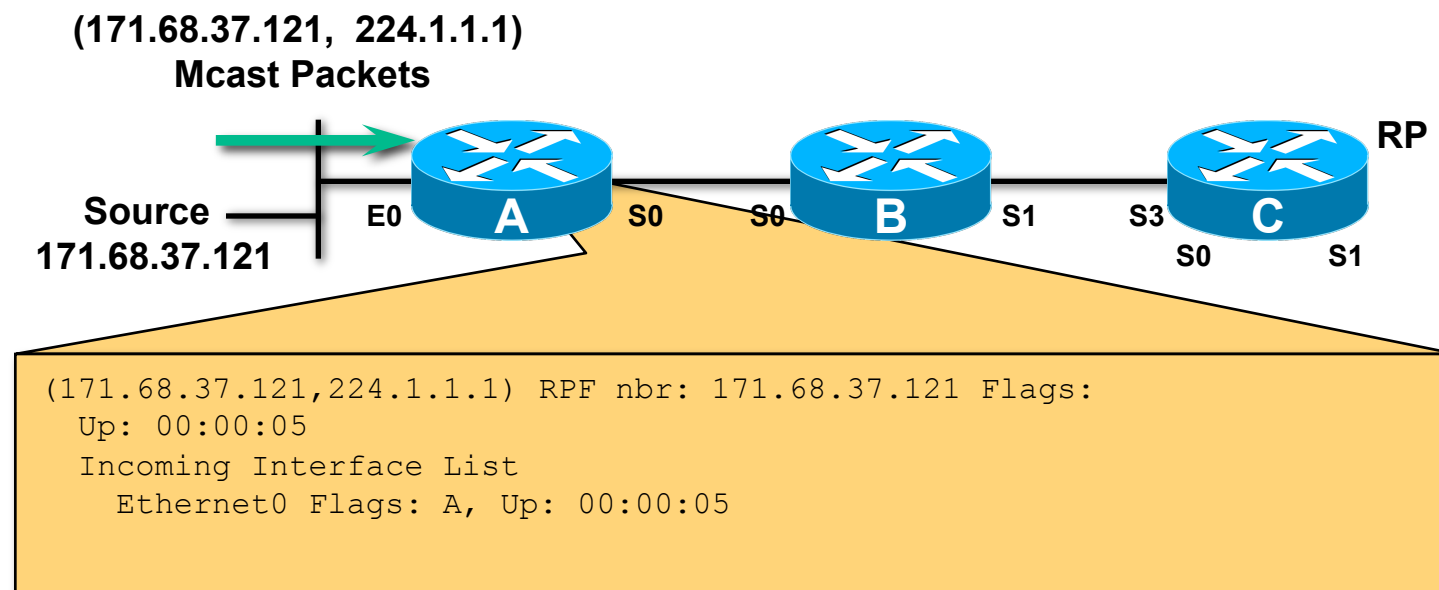 (171.68.37.121, 224.1.1.1)
Mcast Packets
RP
Source
171.68.37.121
E0
A
S0
S0
B
S1
S3
C
S0
S1
(171.68.37.121,224.1.1.1) RPF nbr: 171.68.37.121 Flags:
Up: 00:00:05
Incoming Interface List
Ethernet0 Flags: A, Up: 00:00:05